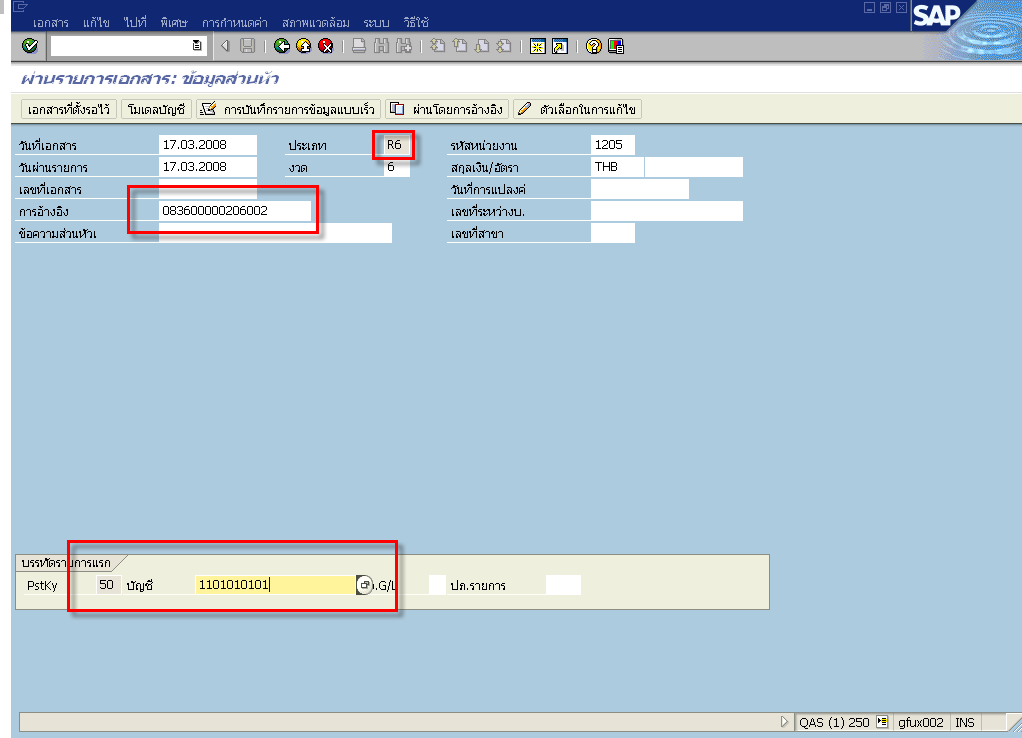 เอกสาร แก้ไข ไปที่ พิเศษ การกำหนดค่า สภาพแวดล้อม ระบบ วิธีใช้
SAP
ผ่านรายการเอกสาร: ข้อมูลส่วนหัว
เอกสารที่ตั้งรอไว้ โมเดลบัญชี การบันทึกรายการข้อมูลแบบเร็ว ผ่านโดยการอ้างอิง ตัวเลือกในการแก้ไข
วันที่เอกสาร 17.03.2008 ประเภท R6 รหัสหน่วยงาน 1205
วันผ่านรายการ 17.03.2008 งวด 6 สกุลเงิน/อัตรา THB
เลขที่เอกสาร วันที่การแปลงค่
การอ้างอิง 083600000206002 เลขที่ระหว่างบ.
ข้อความส่วนหัวเ เลขที่สาขา
บรรทัดรายการแรก
PstKy 50 บัญชี 1101010101 .G/L ปภ.รายการ
QAS (1) 250 gfux002 INS